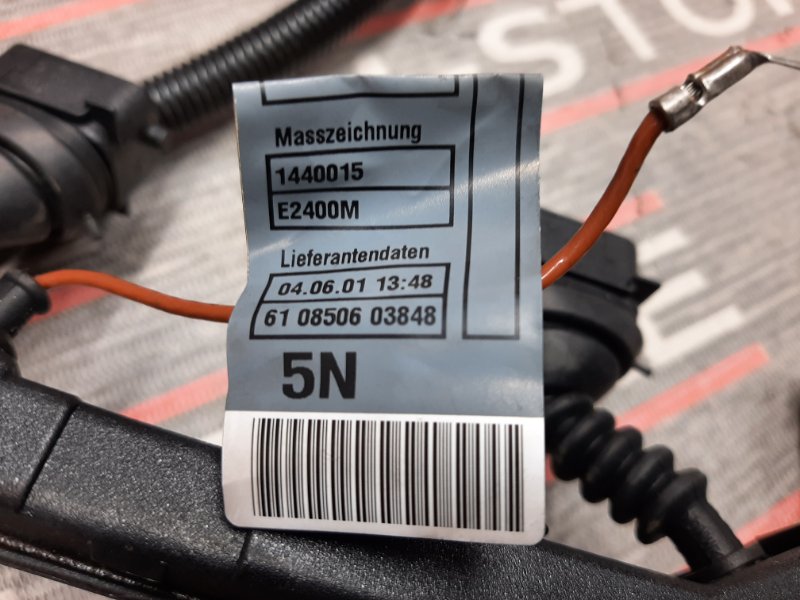 Masszeichnung
1440015
E2400M
Lieferantendaten
04.06.01 13:48
61 08506 03848
5N